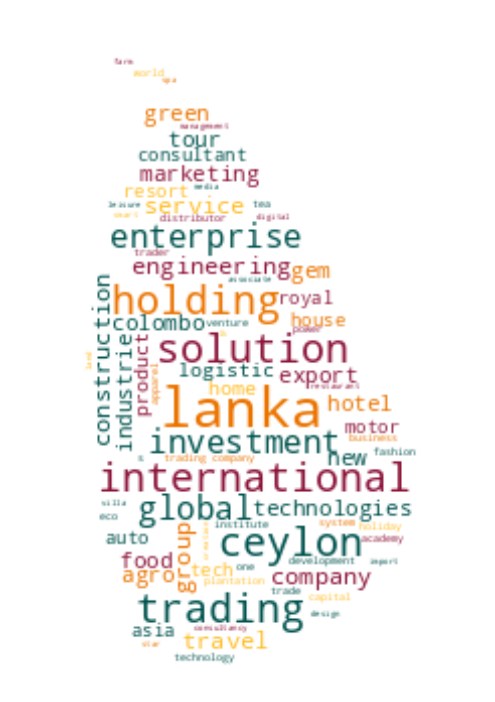 farm
world
spa
green
management
tour
consultant
marketing
resort media
leisure service tea
smart distributor digital
enterprise
trader
engineering gem
associate
construction holding royal
colombo venture house
power
industrie product solution
land apparel logistic export
home restaurant
lanka hotel
motor
investment business
s trading company new fashion
international
villa global technologies
eco institute system holiday
auto group creation ceylon academy
food development import
agro tech one company
plantation
trade capital
trading design
asia consultancy
star travel
technology